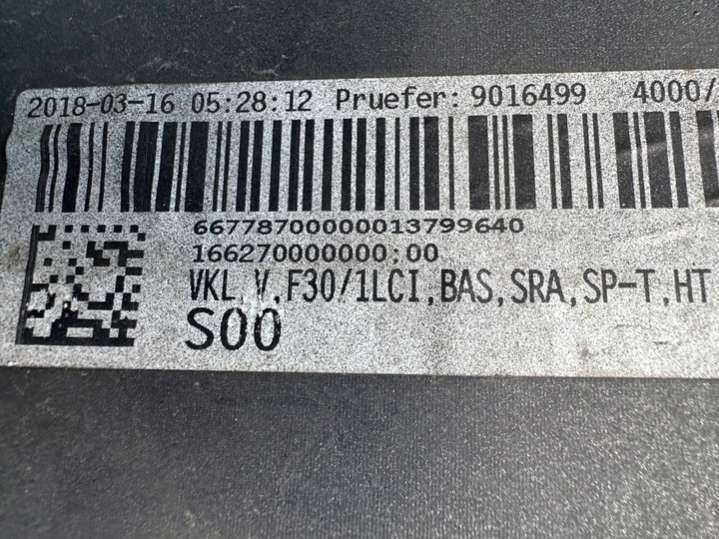 2018-03-16 05:28:12 Pruefer: 9016499 4000/
66778700000013799640
166270000000;00
VKL,V,F30/1LCI,BAS,SRA,SP-T,HT
S00